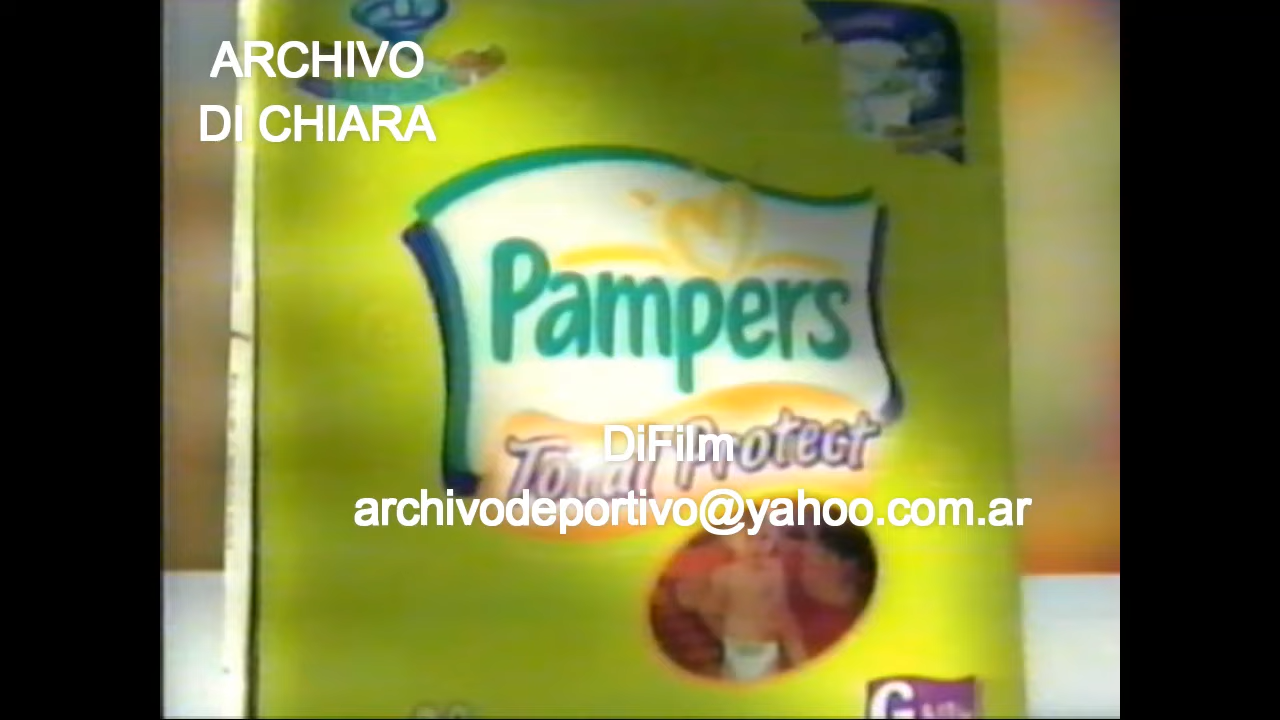 ARCHIVO
DI CHIARA
Pampers
Total Protect
DiFilm
archivodeportivo@yahoo.com.ar
G